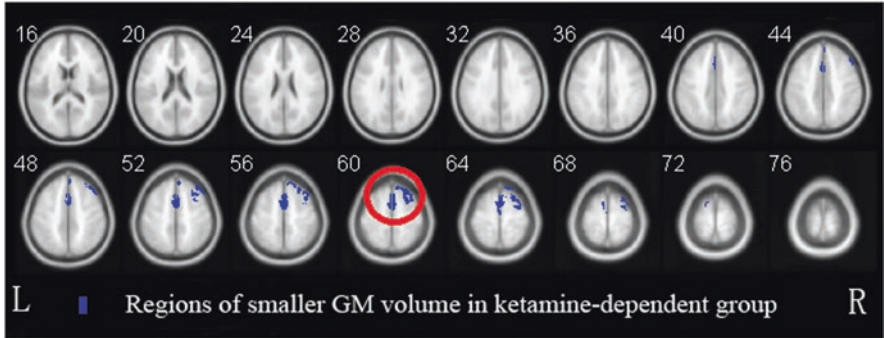 16 20 24 28 32 36 40 44
48 52 56 60 64 68 72 76
L Regions of smaller GM volume in ketamine-dependent group R